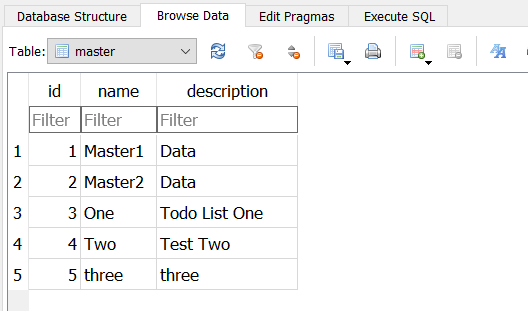 Database Structure Browse Data Edit Pragmas Execute SQL
Table: master
id name description
Filter Filter Filter
1 1 Master1 Data
2 2 Master2 Data
3 3 One Todo List One
4 4 Two Test Two
5 5 three three